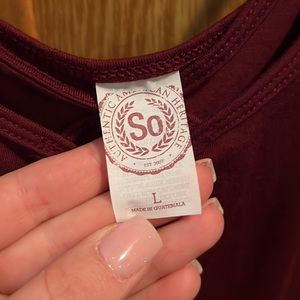 AUTHENTIC AMERICAN HERITAGE
So
EST 2007
L
MADE IN GUATEMALA